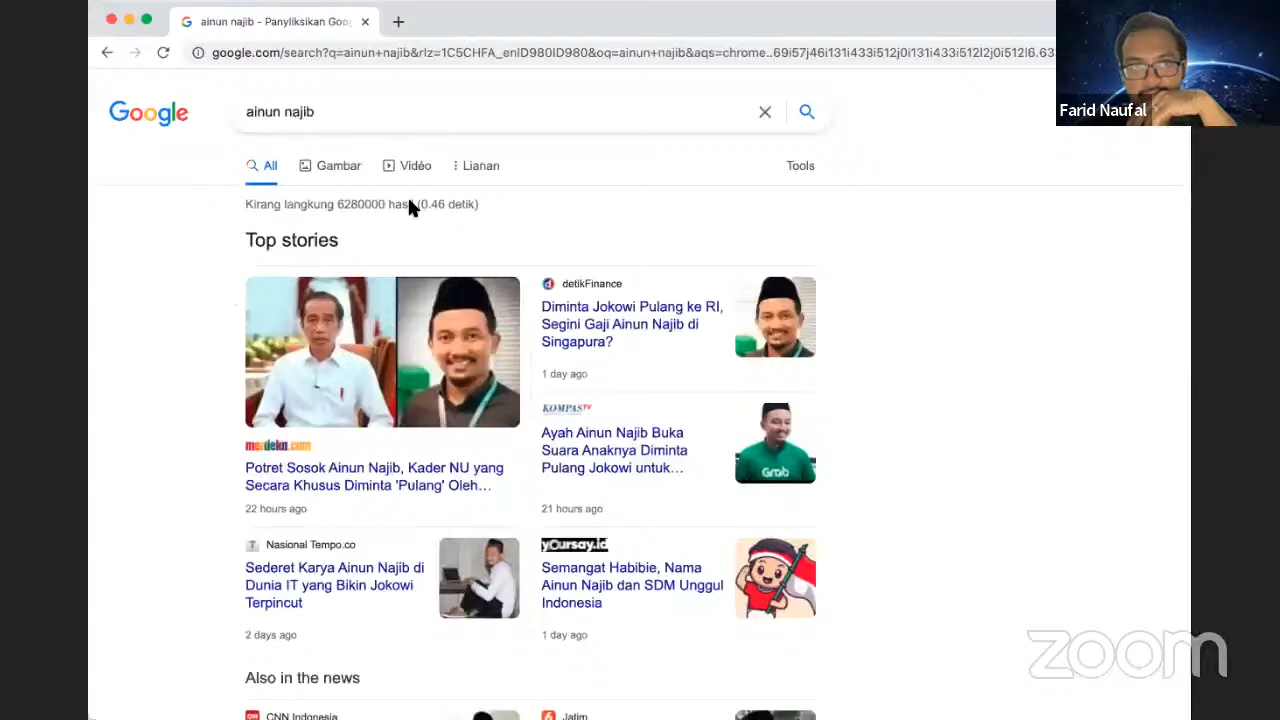 ainun najib - Panyliksikan Goog
google.com/search?q=ainun+najib&rlz=1C5CHFA_enID980ID980&oq=ainun+najib&aqs=chrome..69i57j46i131i433i512j0i131i433i512l2j0i512l6.63
Farid Naufal
Google
ainun najib
All Gambar Vidéo Lianan Tools
Kirang langkung 6280000 hasil (0.46 detik)
Top stories
merdeka.com
Potret Sosok Ainun Najib, Kader NU yang
Secara Khusus Diminta 'Pulang' Oleh...
22 hours ago
detikFinance
Diminta Jokowi Pulang ke RI,
Segini Gaji Ainun Najib di
Singapura?
1 day ago
KOMPASTV
Ayah Ainun Najib Buka
Suara Anaknya Diminta
Pulang Jokowi untuk...
Grab
21 hours ago
Nasional Tempo.co
Sederet Karya Ainun Najib di
Dunia IT yang Bikin Jokowi
Terpincut
2 days ago
yoursay.id
Semangat Habibie, Nama
Ainun Najib dan SDM Unggul
Indonesia
1 day ago
zoom
Also in the news
CNN Indonesia
Jatim